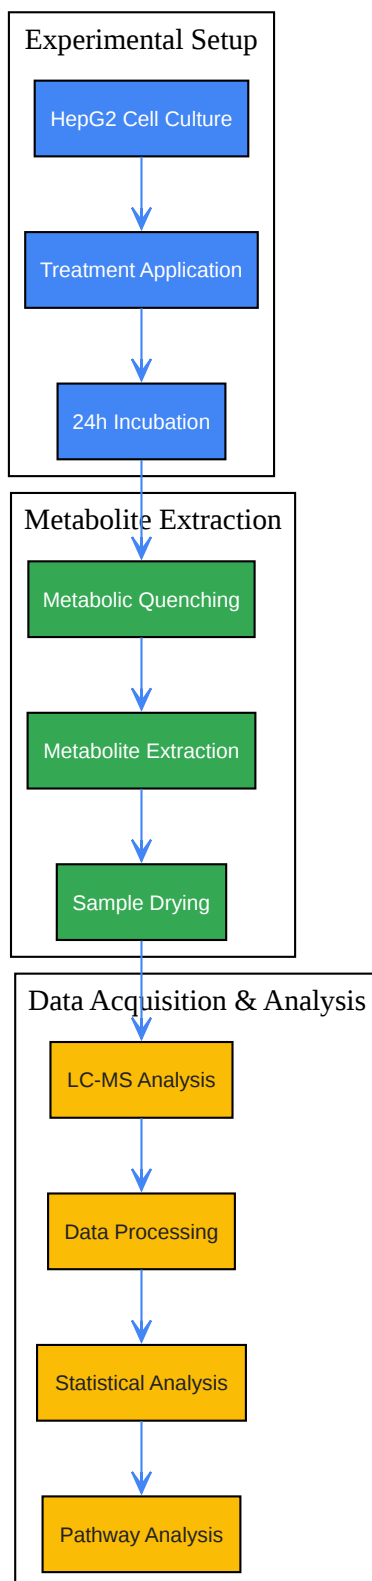 Experimental Setup
HepG2 Cell Culture
Treatment Application
24h Incubation
Metabolite Extraction
Metabolic Quenching
Metabolite Extraction
Sample Drying
Data Acquisition & Analysis
LC-MS Analysis
Data Processing
Statistical Analysis
Pathway Analysis